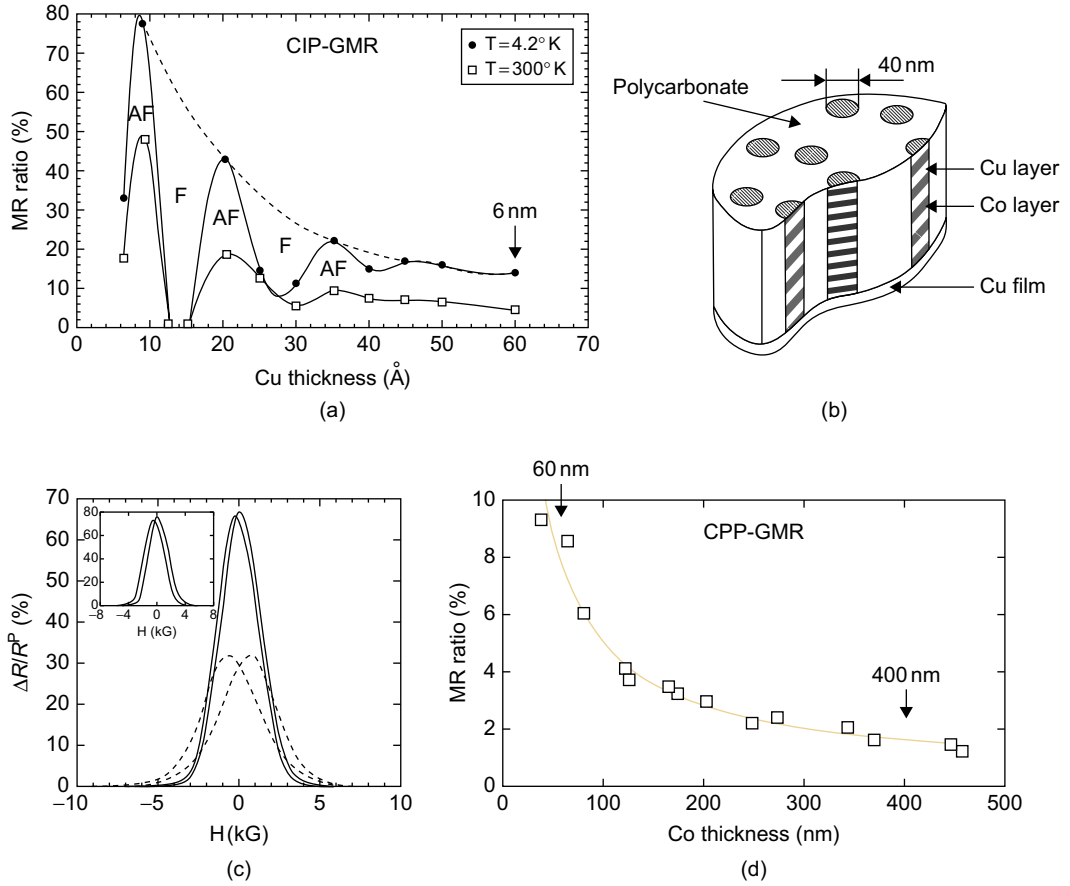 80
70
60
50
40
30
20
10
0
MR ratio (%)
CIP-GMR
T = 4.2° K
T = 300° K
AF
F
AF
F
AF
6 nm
0 10 20 30 40 50 60 70
Cu thickness (Å)
(a)
40 nm
Polycarbonate
Cu layer
Co layer
Cu film
(b)
70
60
50
40
30
20
10
0
ΔR/R^P (%)
80
60
40
20
0
−8 −4 0 4 8
H (kG)
−10 −5 0 5 10
H (kG)
(c)
60 nm
10
8
6
4
2
0
MR ratio (%)
CPP-GMR
400 nm
0 100 200 300 400 500
Co thickness (nm)
(d)